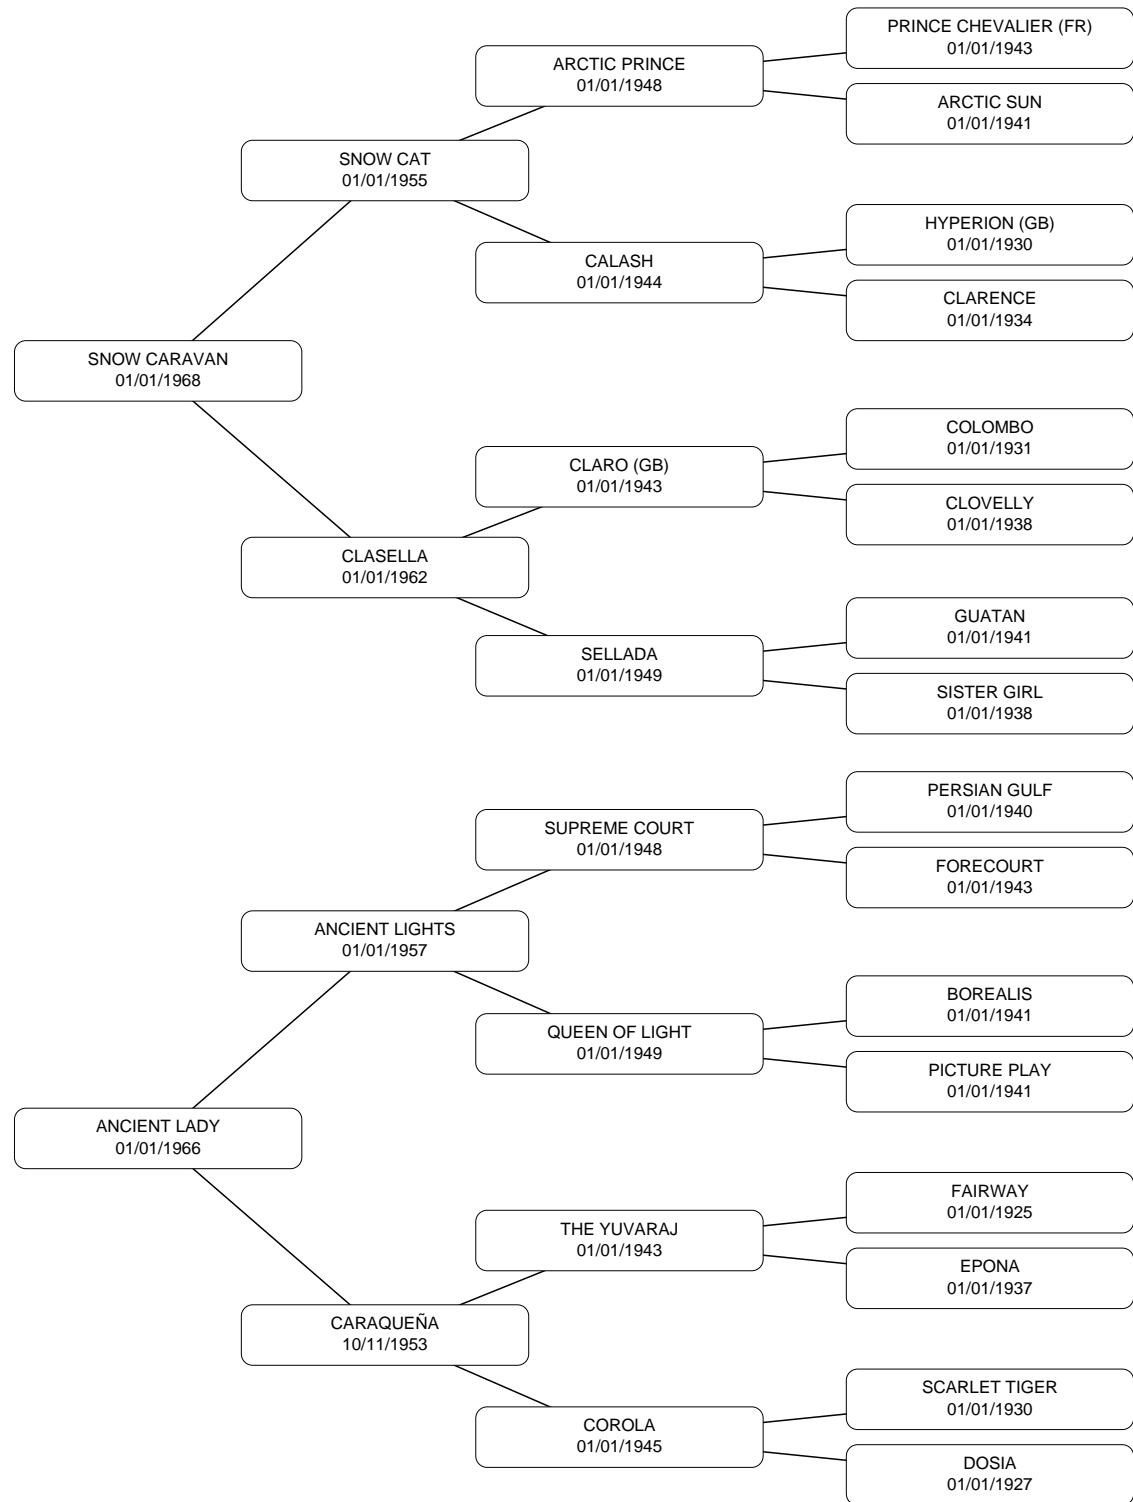 PRINCE CHEVALIER (FR)
01/01/1943
ARCTIC PRINCE
01/01/1948
ARCTIC SUN
01/01/1941
SNOW CAT
01/01/1955
HYPERION (GB)
01/01/1930
CALASH
01/01/1944
CLARENCE
01/01/1934
SNOW CARAVAN
01/01/1968
COLOMBO
01/01/1931
CLARO (GB)
01/01/1943
CLOVELLY
01/01/1938
CLASELLA
01/01/1962
GUATAN
01/01/1941
SELLADA
01/01/1949
SISTER GIRL
01/01/1938
PERSIAN GULF
01/01/1940
SUPREME COURT
01/01/1948
FORECOURT
01/01/1943
ANCIENT LIGHTS
01/01/1957
BOREALIS
01/01/1941
QUEEN OF LIGHT
01/01/1949
PICTURE PLAY
01/01/1941
ANCIENT LADY
01/01/1966
FAIRWAY
01/01/1925
THE YUVARAJ
01/01/1943
EPONA
01/01/1937
CARAQUEÑA
10/11/1953
SCARLET TIGER
01/01/1930
COROLA
01/01/1945
DOSIA
01/01/1927